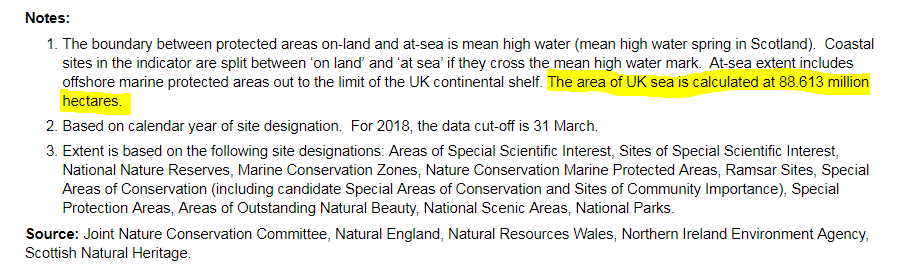 Notes:
1. The boundary between protected areas on-land and at-sea is mean high water (mean high water spring in Scotland).  Coastal
sites in the indicator are split between ‘on land’ and ‘at sea’ if they cross the mean high water mark.  At-sea extent includes
offshore marine protected areas out to the limit of the UK continental shelf. The area of UK sea is calculated at 88.613 million
hectares.
2. Based on calendar year of site designation.  For 2018, the data cut-off is 31 March.
3. Extent is based on the following site designations: Areas of Special Scientific Interest, Sites of Special Scientific Interest,
National Nature Reserves, Marine Conservation Zones, Nature Conservation Marine Protected Areas, Ramsar Sites, Special
Areas of Conservation (including candidate Special Areas of Conservation and Sites of Community Importance), Special
Protection Areas, Areas of Outstanding Natural Beauty, National Scenic Areas, National Parks.
Source: Joint Nature Conservation Committee, Natural England, Natural Resources Wales, Northern Ireland Environment Agency,
Scottish Natural Heritage.